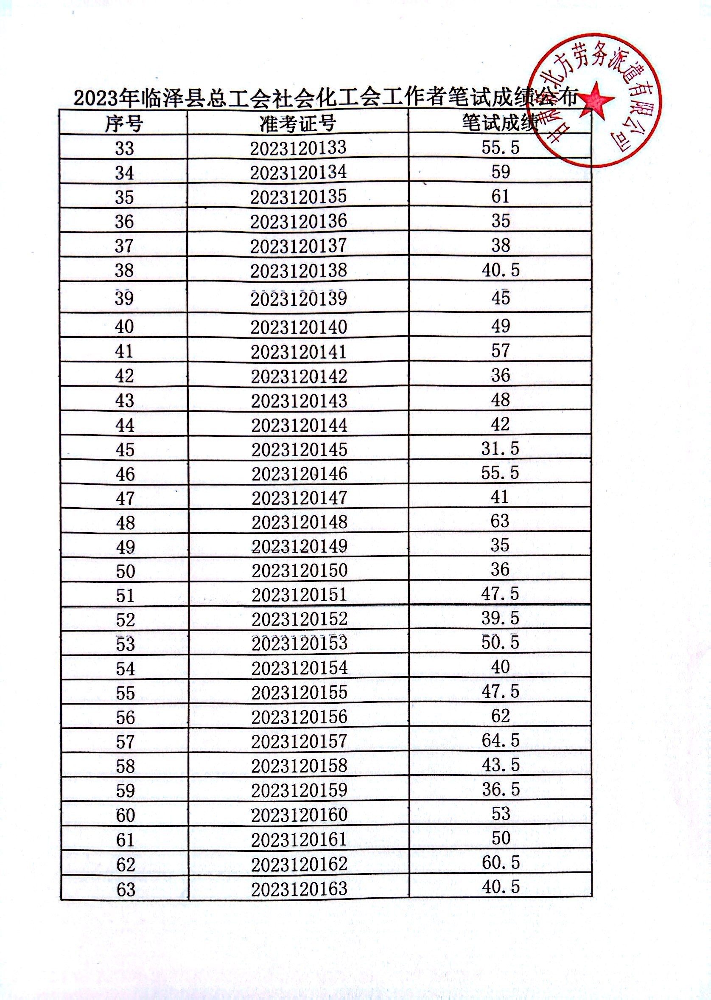 2023年临泽县总工会社会化工会工作者笔试成绩公布
序号 准考证号 笔试成绩
33 2023120133 55.5
34 2023120134 59
35 2023120135 61
36 2023120136 35
37 2023120137 38
38 2023120138 40.5
39 2023120139 45
40 2023120140 49
41 2023120141 57
42 2023120142 36
43 2023120143 48
44 2023120144 42
45 2023120145 31.5
46 2023120146 55.5
47 2023120147 41
48 2023120148 63
49 2023120149 35
50 2023120150 36
51 2023120151 47.5
52 2023120152 39.5
53 2023120153 50.5
54 2023120154 40
55 2023120155 47.5
56 2023120156 62
57 2023120157 64.5
58 2023120158 43.5
59 2023120159 36.5
60 2023120160 53
61 2023120161 50
62 2023120162 60.5
63 2023120163 40.5
甘肃 北方劳务派遣有限公司